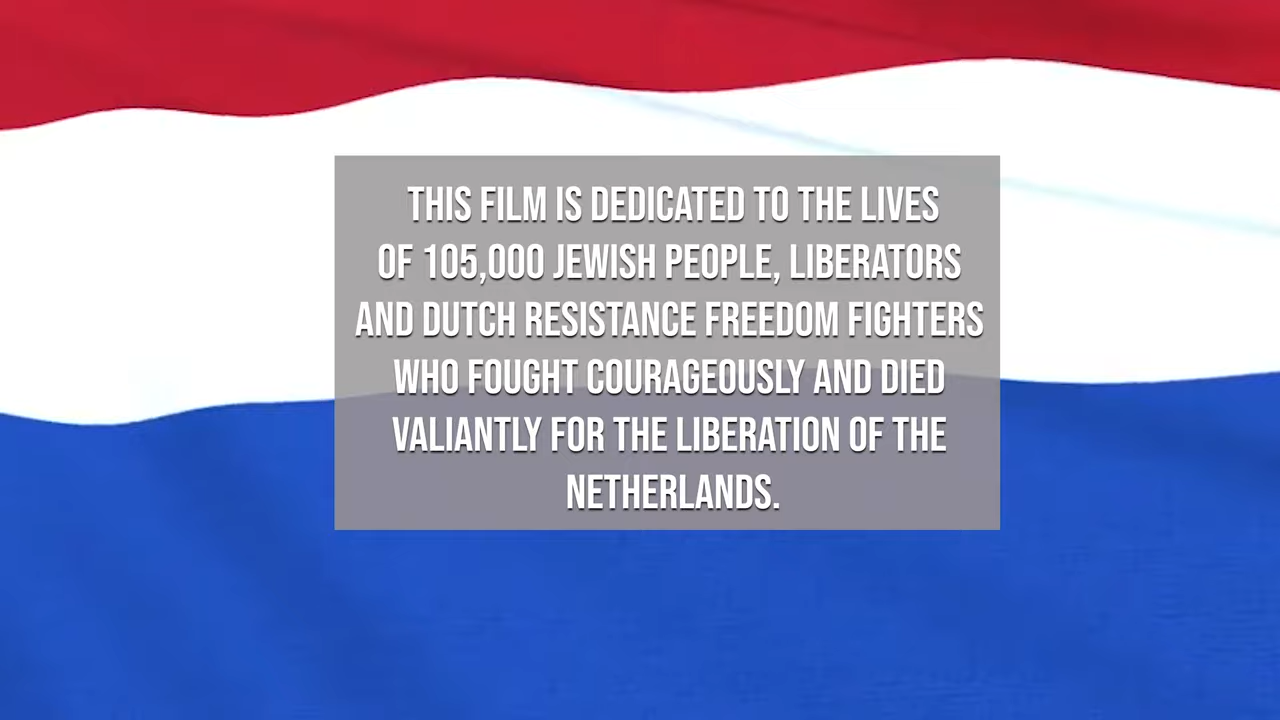 THIS FILM IS DEDICATED TO THE LIVES
OF 105,000 JEWISH PEOPLE, LIBERATORS
AND DUTCH RESISTANCE FREEDOM FIGHTERS
WHO FOUGHT COURAGEOUSLY AND DIED
VALIANTLY FOR THE LIBERATION OF THE
NETHERLANDS.